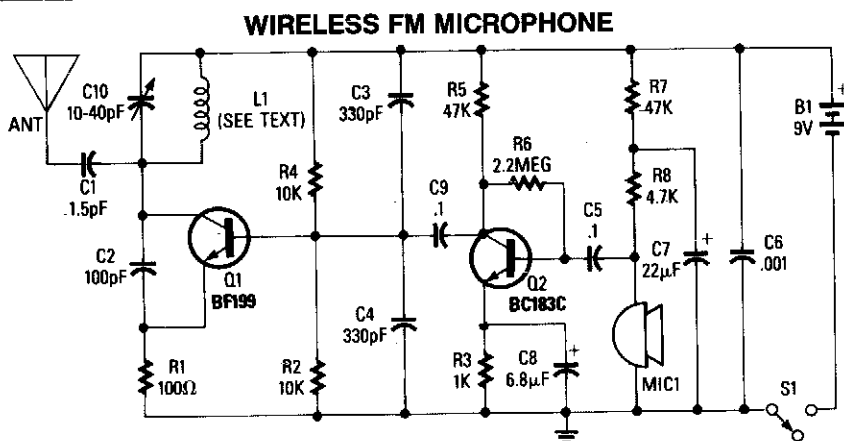 WIRELESS FM MICROPHONE
ANT
C10
10-40pF
L1
(SEE TEXT)
C1
1.5pF
C2
100pF
Q1
BF199
R1
100Ω
R4
10K
R2
10K
C3
330pF
C4
330pF
C9
.1
R5
47K
R6
2.2MEG
Q2
BC183C
R3
1K
C8
6.8µF
+
C5
.1
R7
47K
R8
4.7K
C7
22µF
+
MIC1
C6
.001
B1
9V
+
S1